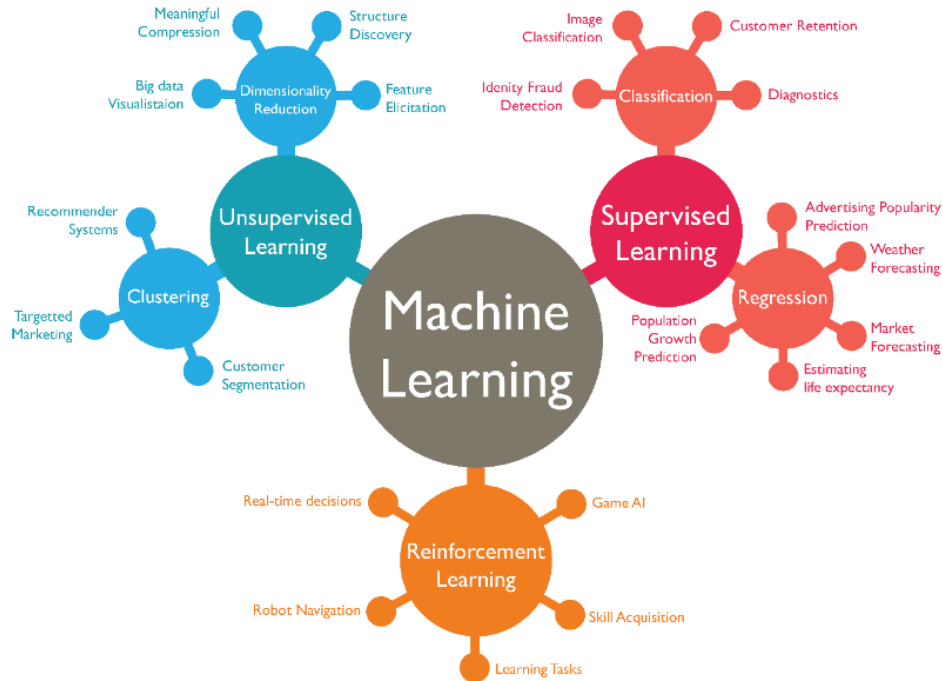 Meaningful
Compression
Structure
Discovery
Big data
Visualistaion
Dimensionality
Reduction
Feature
Elicitation
Unsupervised
Learning
Recommender
Systems
Clustering
Targetted
Marketing
Customer
Segmentation
Machine
Learning
Image
Classification
Customer Retention
Idenity Fraud
Detection
Classification
Diagnostics
Supervised
Learning
Advertising Popularity
Prediction
Weather
Forecasting
Regression
Population
Growth
Prediction
Market
Forecasting
Estimating
life expectancy
Real-time decisions
Game AI
Reinforcement
Learning
Robot Navigation
Skill Acquisition
Learning Tasks